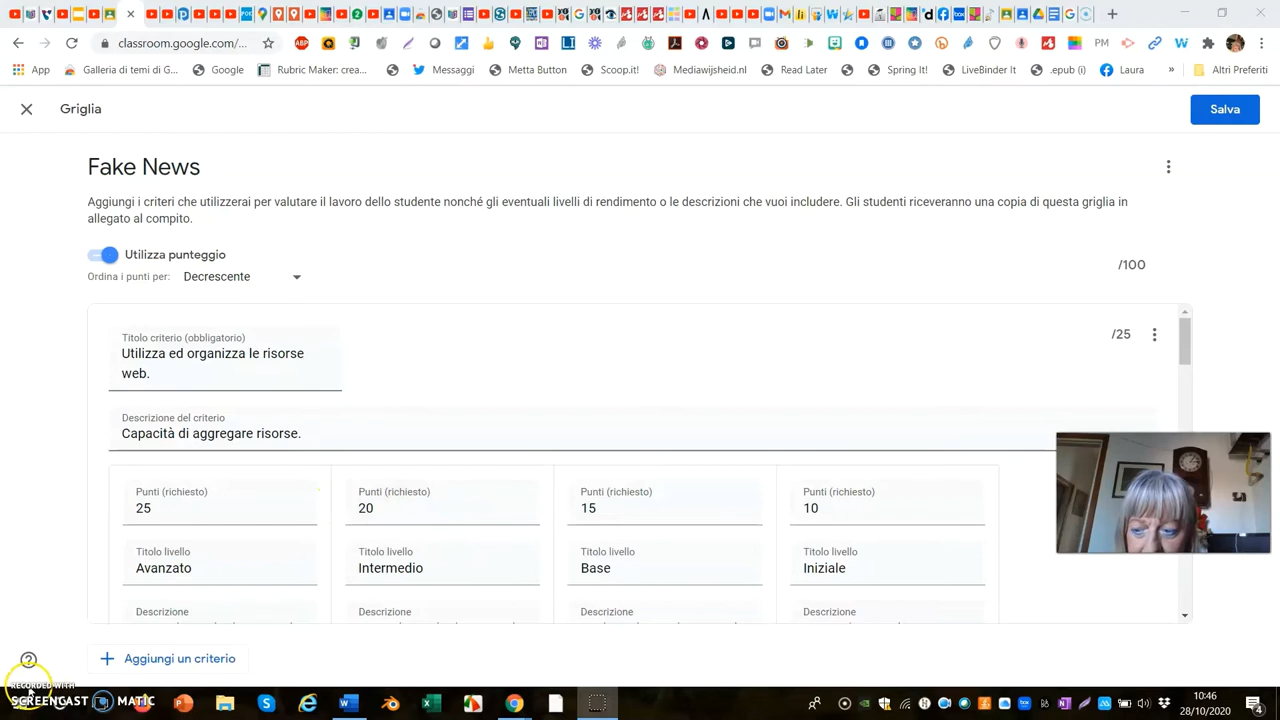 classroom.google.com/...
ABP
PM
App
Galleria di temi di G...
Google
Rubric Maker: crea...
Messaggi
Metta Button
Scoop.it!
Mediawijsheid.nl
Read Later
Spring It!
LiveBinder It
.epub (i)
Laura
»
Altri Preferiti
Griglia
Salva
Fake News
Aggiungi i criteri che utilizzerai per valutare il lavoro dello studente nonché gli eventuali livelli di rendimento o le descrizioni che vuoi includere. Gli studenti riceveranno una copia di questa griglia in
allegato al compito.
Utilizza punteggio
/100
Ordina i punti per: Decrescente
Titolo criterio (obbligatorio)
/25
Utilizza ed organizza le risorse
web.
Descrizione del criterio
Capacità di aggregare risorse.
Punti (richiesto) Punti (richiesto) Punti (richiesto) Punti (richiesto)
25 20 15 10
Titolo livello Titolo livello Titolo livello Titolo livello
Avanzato Intermedio Base Iniziale
Descrizione Descrizione Descrizione Descrizione
+ Aggiungi un criterio
RECORDED WITH
SCREENCAST MATIC
10:46
28/10/2020
4